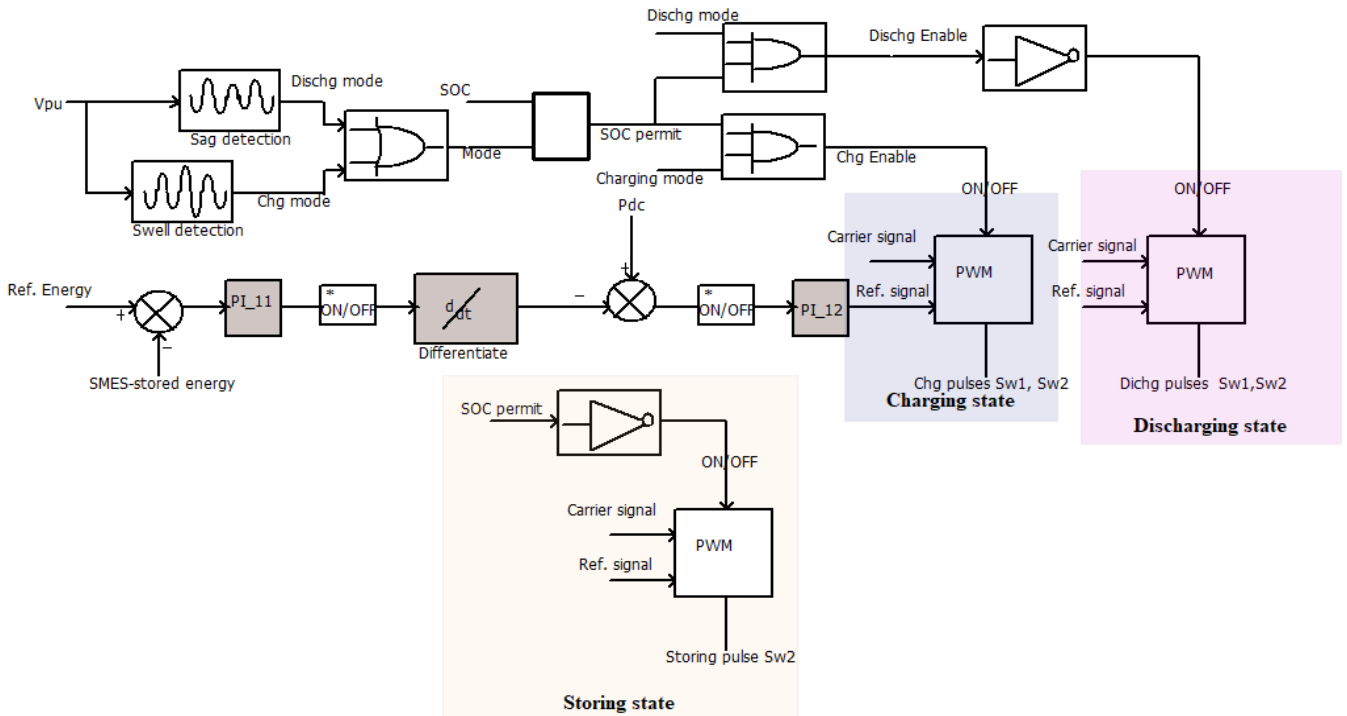 Dischg mode
Dischg Enable
Vpu
Dischg mode
SOC
Sag detection
SOC permit
Mode
Chg Enable
Charging mode
Chg mode
Swell detection
Pdc
ON/OFF
ON/OFF
Carrier signal
PWM
Carrier signal
PWM
Ref. Energy
+
−
PI_11
*
ON/OFF
d/dt
Differentiate
−
+
*
ON/OFF
PI_12
Ref. signal
Ref. signal
SMES-stored energy
Chg pulses Sw1, Sw2
Charging state
Dichg pulses Sw1,Sw2
Discharging state
SOC permit
ON/OFF
Carrier signal
PWM
Ref. signal
Storing pulse Sw2
Storing state